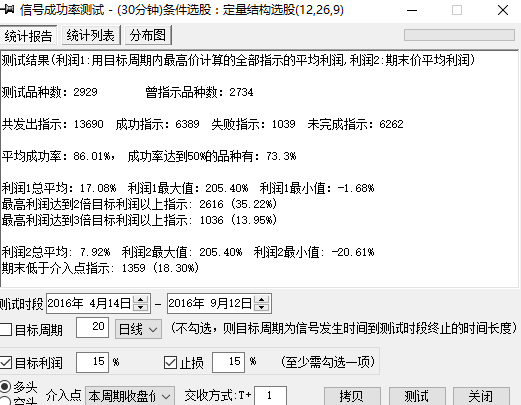 信号成功率测试 - (30分钟)条件选股：定量结构选股(12,26,9)
统计报告 统计列表 分布图
测试结果(利润1:用目标周期内最高价计算的全部指示的平均利润,利润2:期末价平均利润)
测试品种数：2929 曾指示品种数：2734
共发出指示：13690 成功指示：6389 失败指示：1039 未完成指示：6262
平均成功率：86.01%， 成功率达到50%的品种有：73.3%
利润1总平均：17.08% 利润1最大值：205.40% 利润1最小值：-1.68%
最高利润达到2倍目标利润以上指示: 2616 (35.22%)
最高利润达到3倍目标利润以上指示: 1036 (13.95%)
利润2总平均: 7.92% 利润2最大值: 205.40% 利润2最小值: -20.61%
期末低于介入点指示: 1359 (18.30%)
测试时段 2016年 4月14日 - 2016年 9月12日
目标周期 20 日线 (不勾选，则目标周期为信号发生时间到测试时段终止的时间长度)
目标利润 15 % 止损 15 % (至少需勾选一项)
多头
空头
介入点 本周期收盘价 交收方式:T+ 1 拷贝 测试 关闭